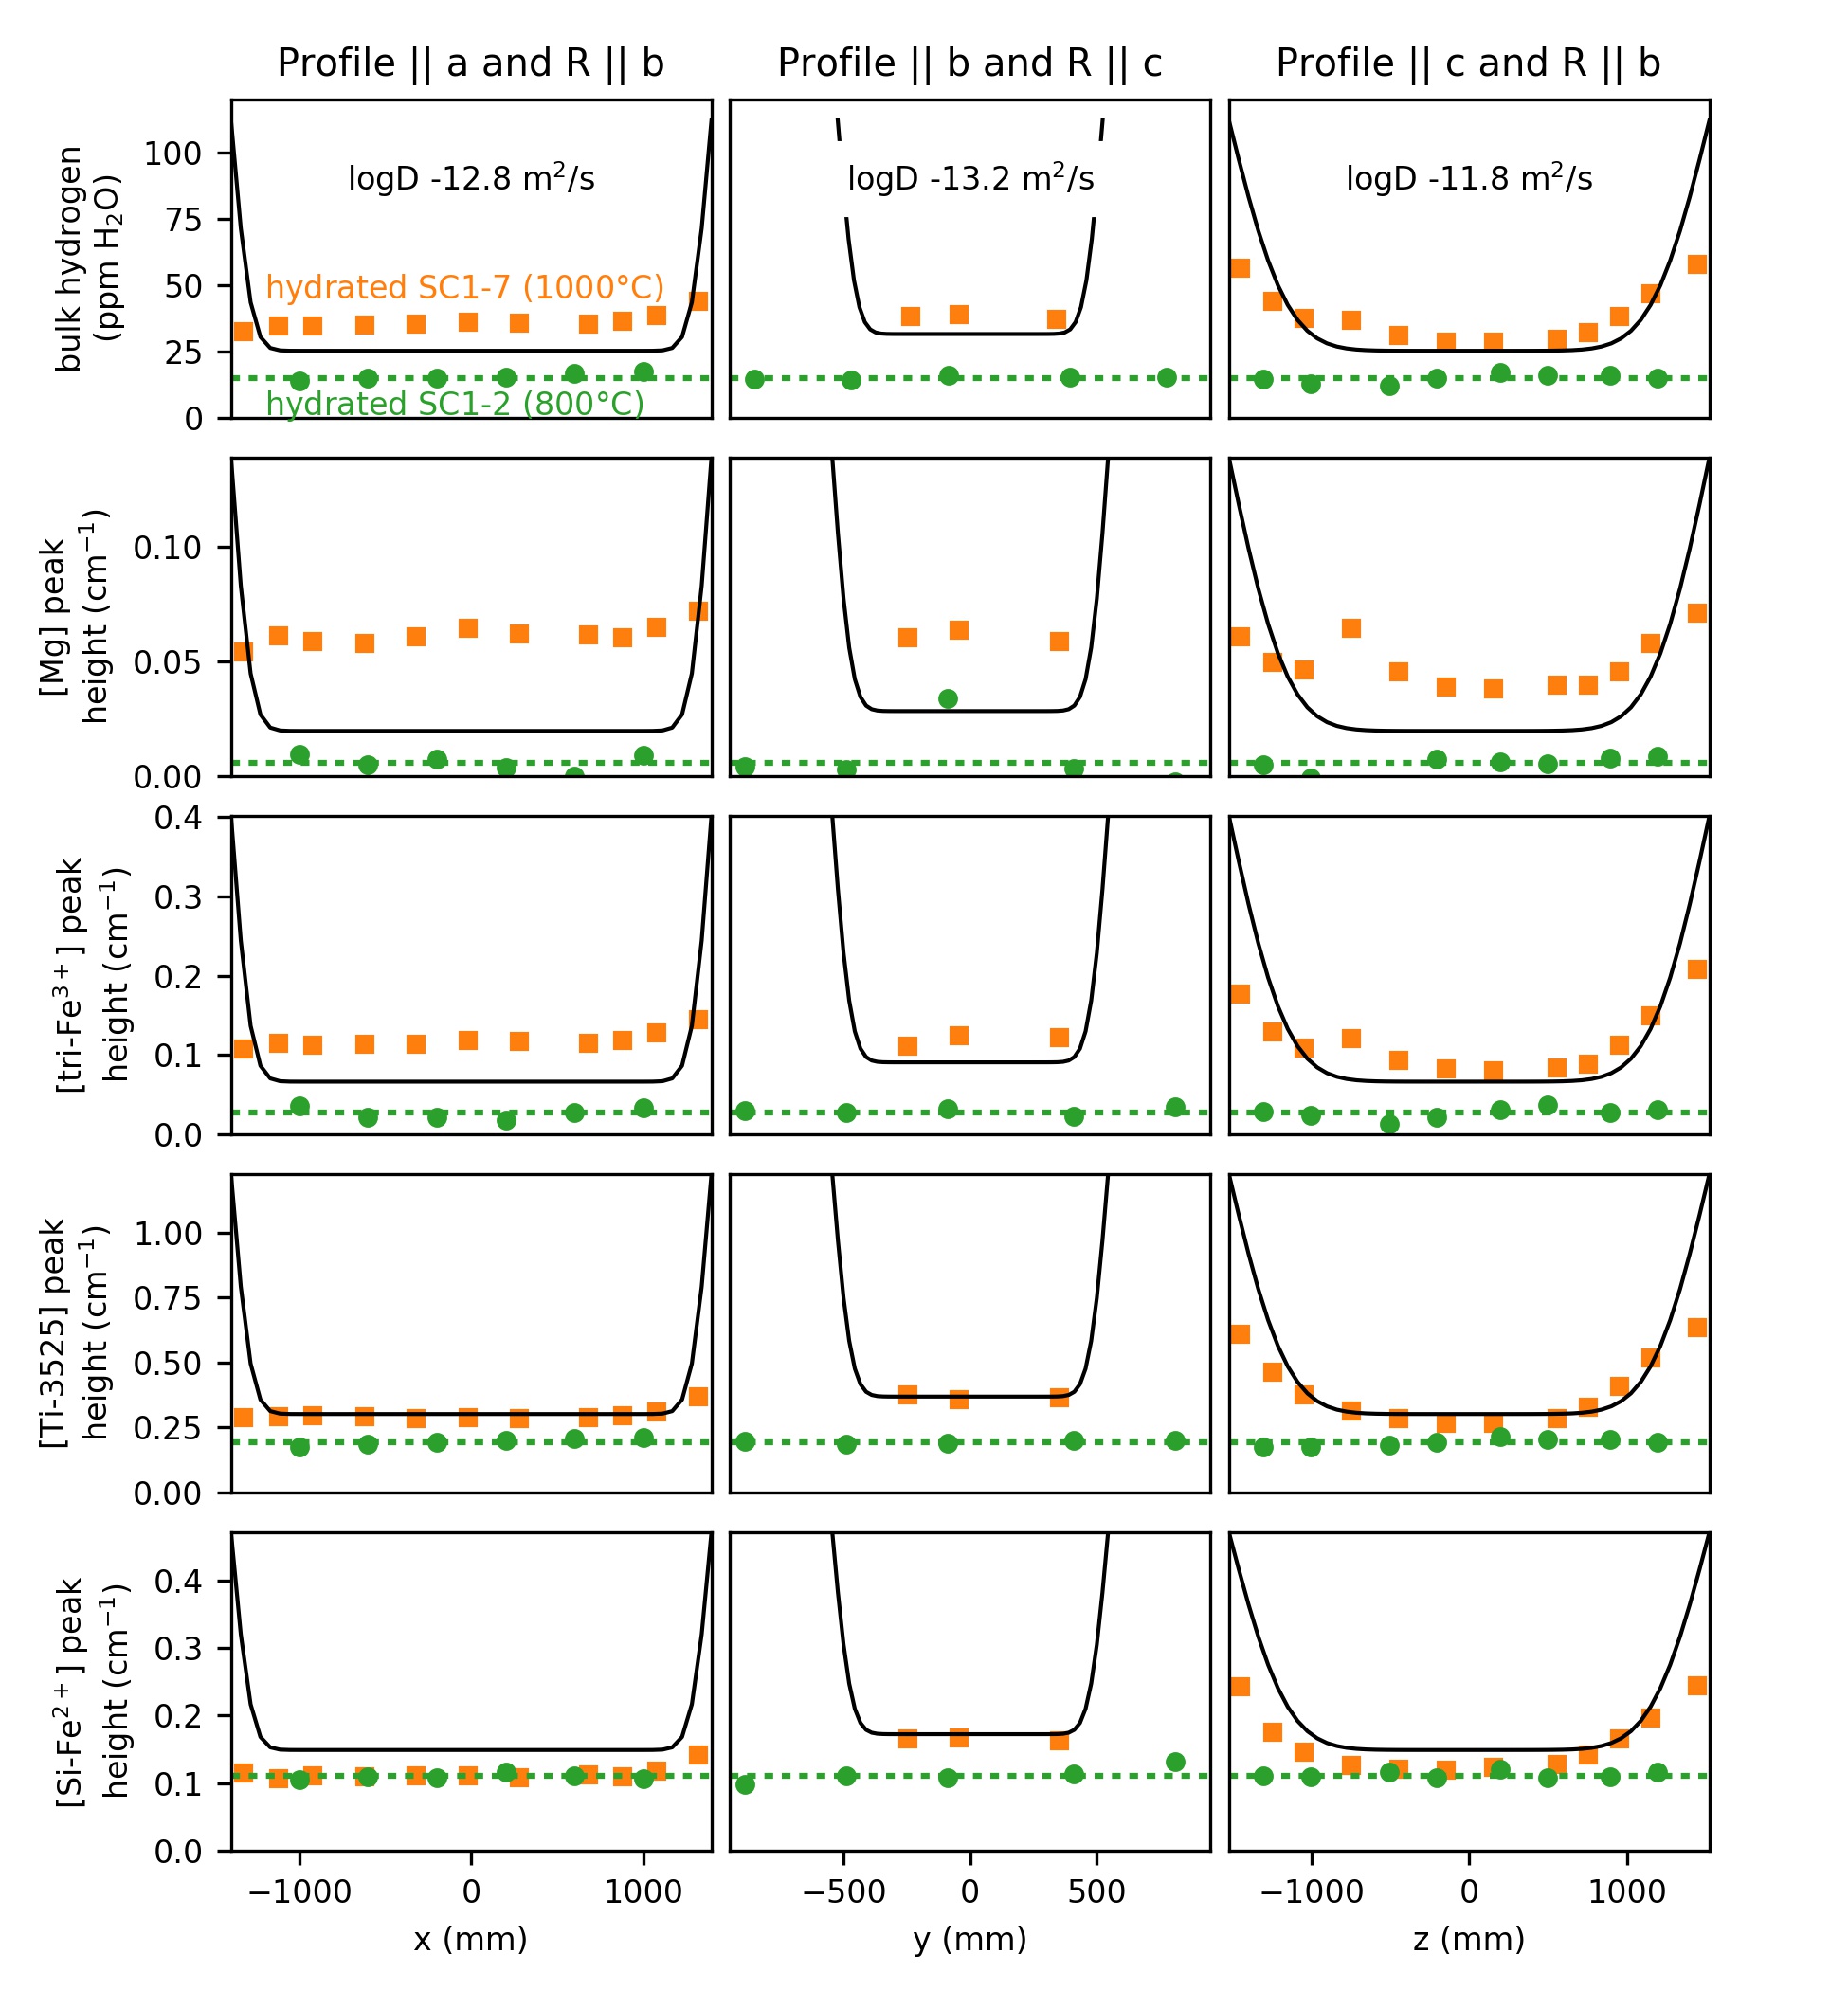 Profile || a and R || b
Profile || b and R || c
Profile || c and R || b
bulk hydrogen
(ppm H₂O)
100
75
50
25
0
logD -12.8 m²/s
logD -13.2 m²/s
logD -11.8 m²/s
hydrated SC1-7 (1000°C)
hydrated SC1-2 (800°C)
[Mg] peak
height (cm⁻¹)
0.10
0.05
0.00
[tri-Fe³⁺] peak
height (cm⁻¹)
0.4
0.3
0.2
0.1
0.0
[Ti-3525] peak
height (cm⁻¹)
1.00
0.75
0.50
0.25
0.00
[Si-Fe²⁺] peak
height (cm⁻¹)
0.4
0.3
0.2
0.1
0.0
−1000 0 1000
−500 0 500
−1000 0 1000
x (mm)
y (mm)
z (mm)